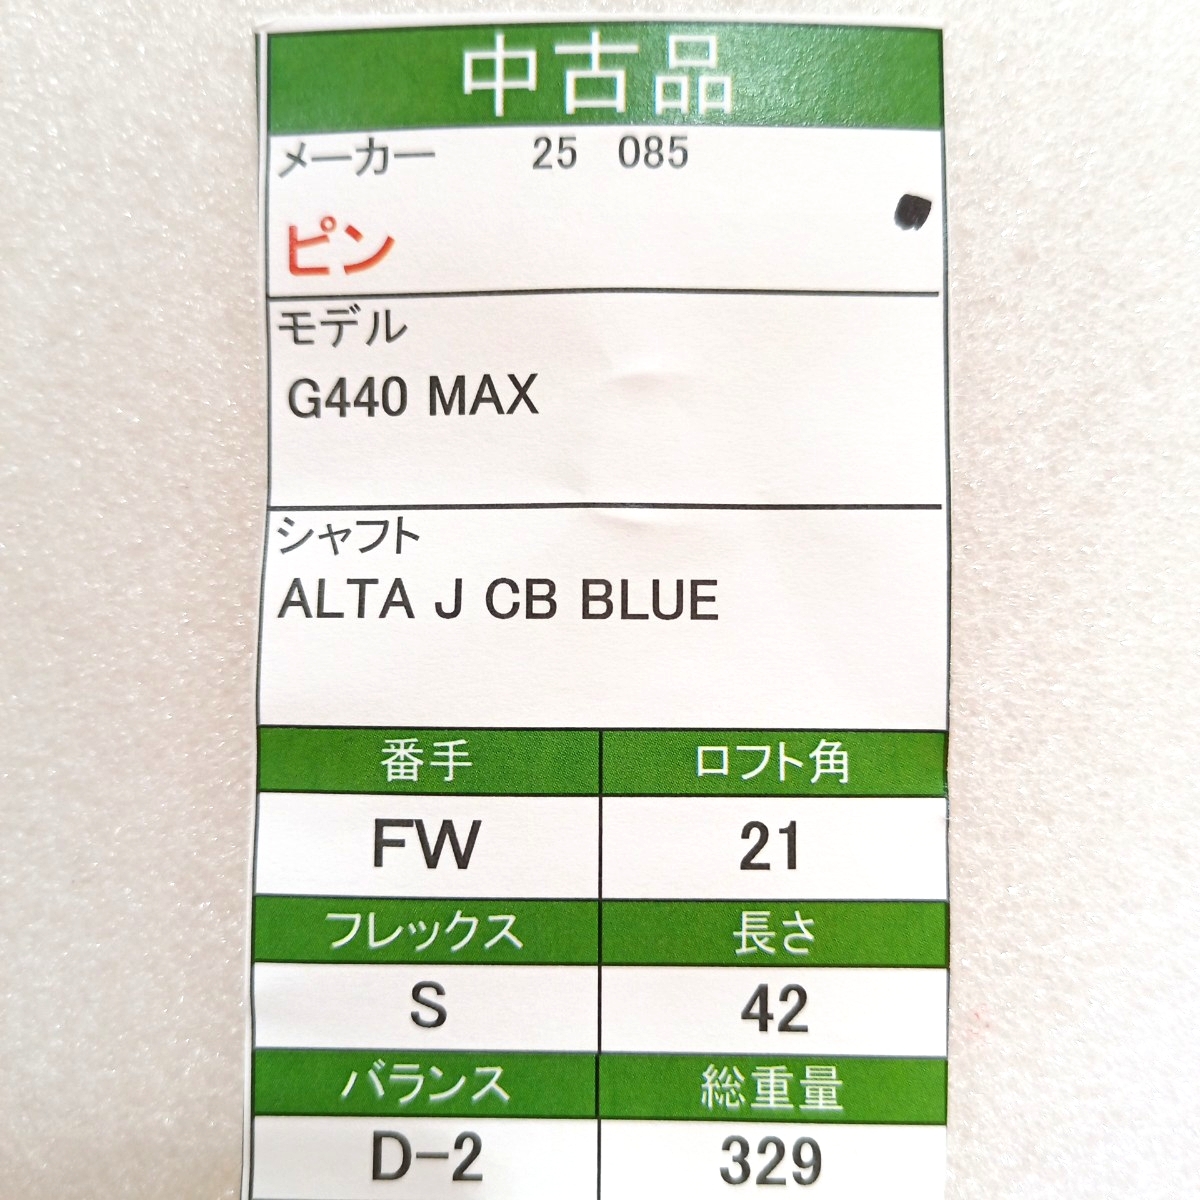 中古品
メーカー 25 085
ピン
モデル
G440 MAX
シャフト
ALTA J CB BLUE
番手 ロフト角
FW 21
フレックス 長さ
S 42
バランス 総重量
D-2 329